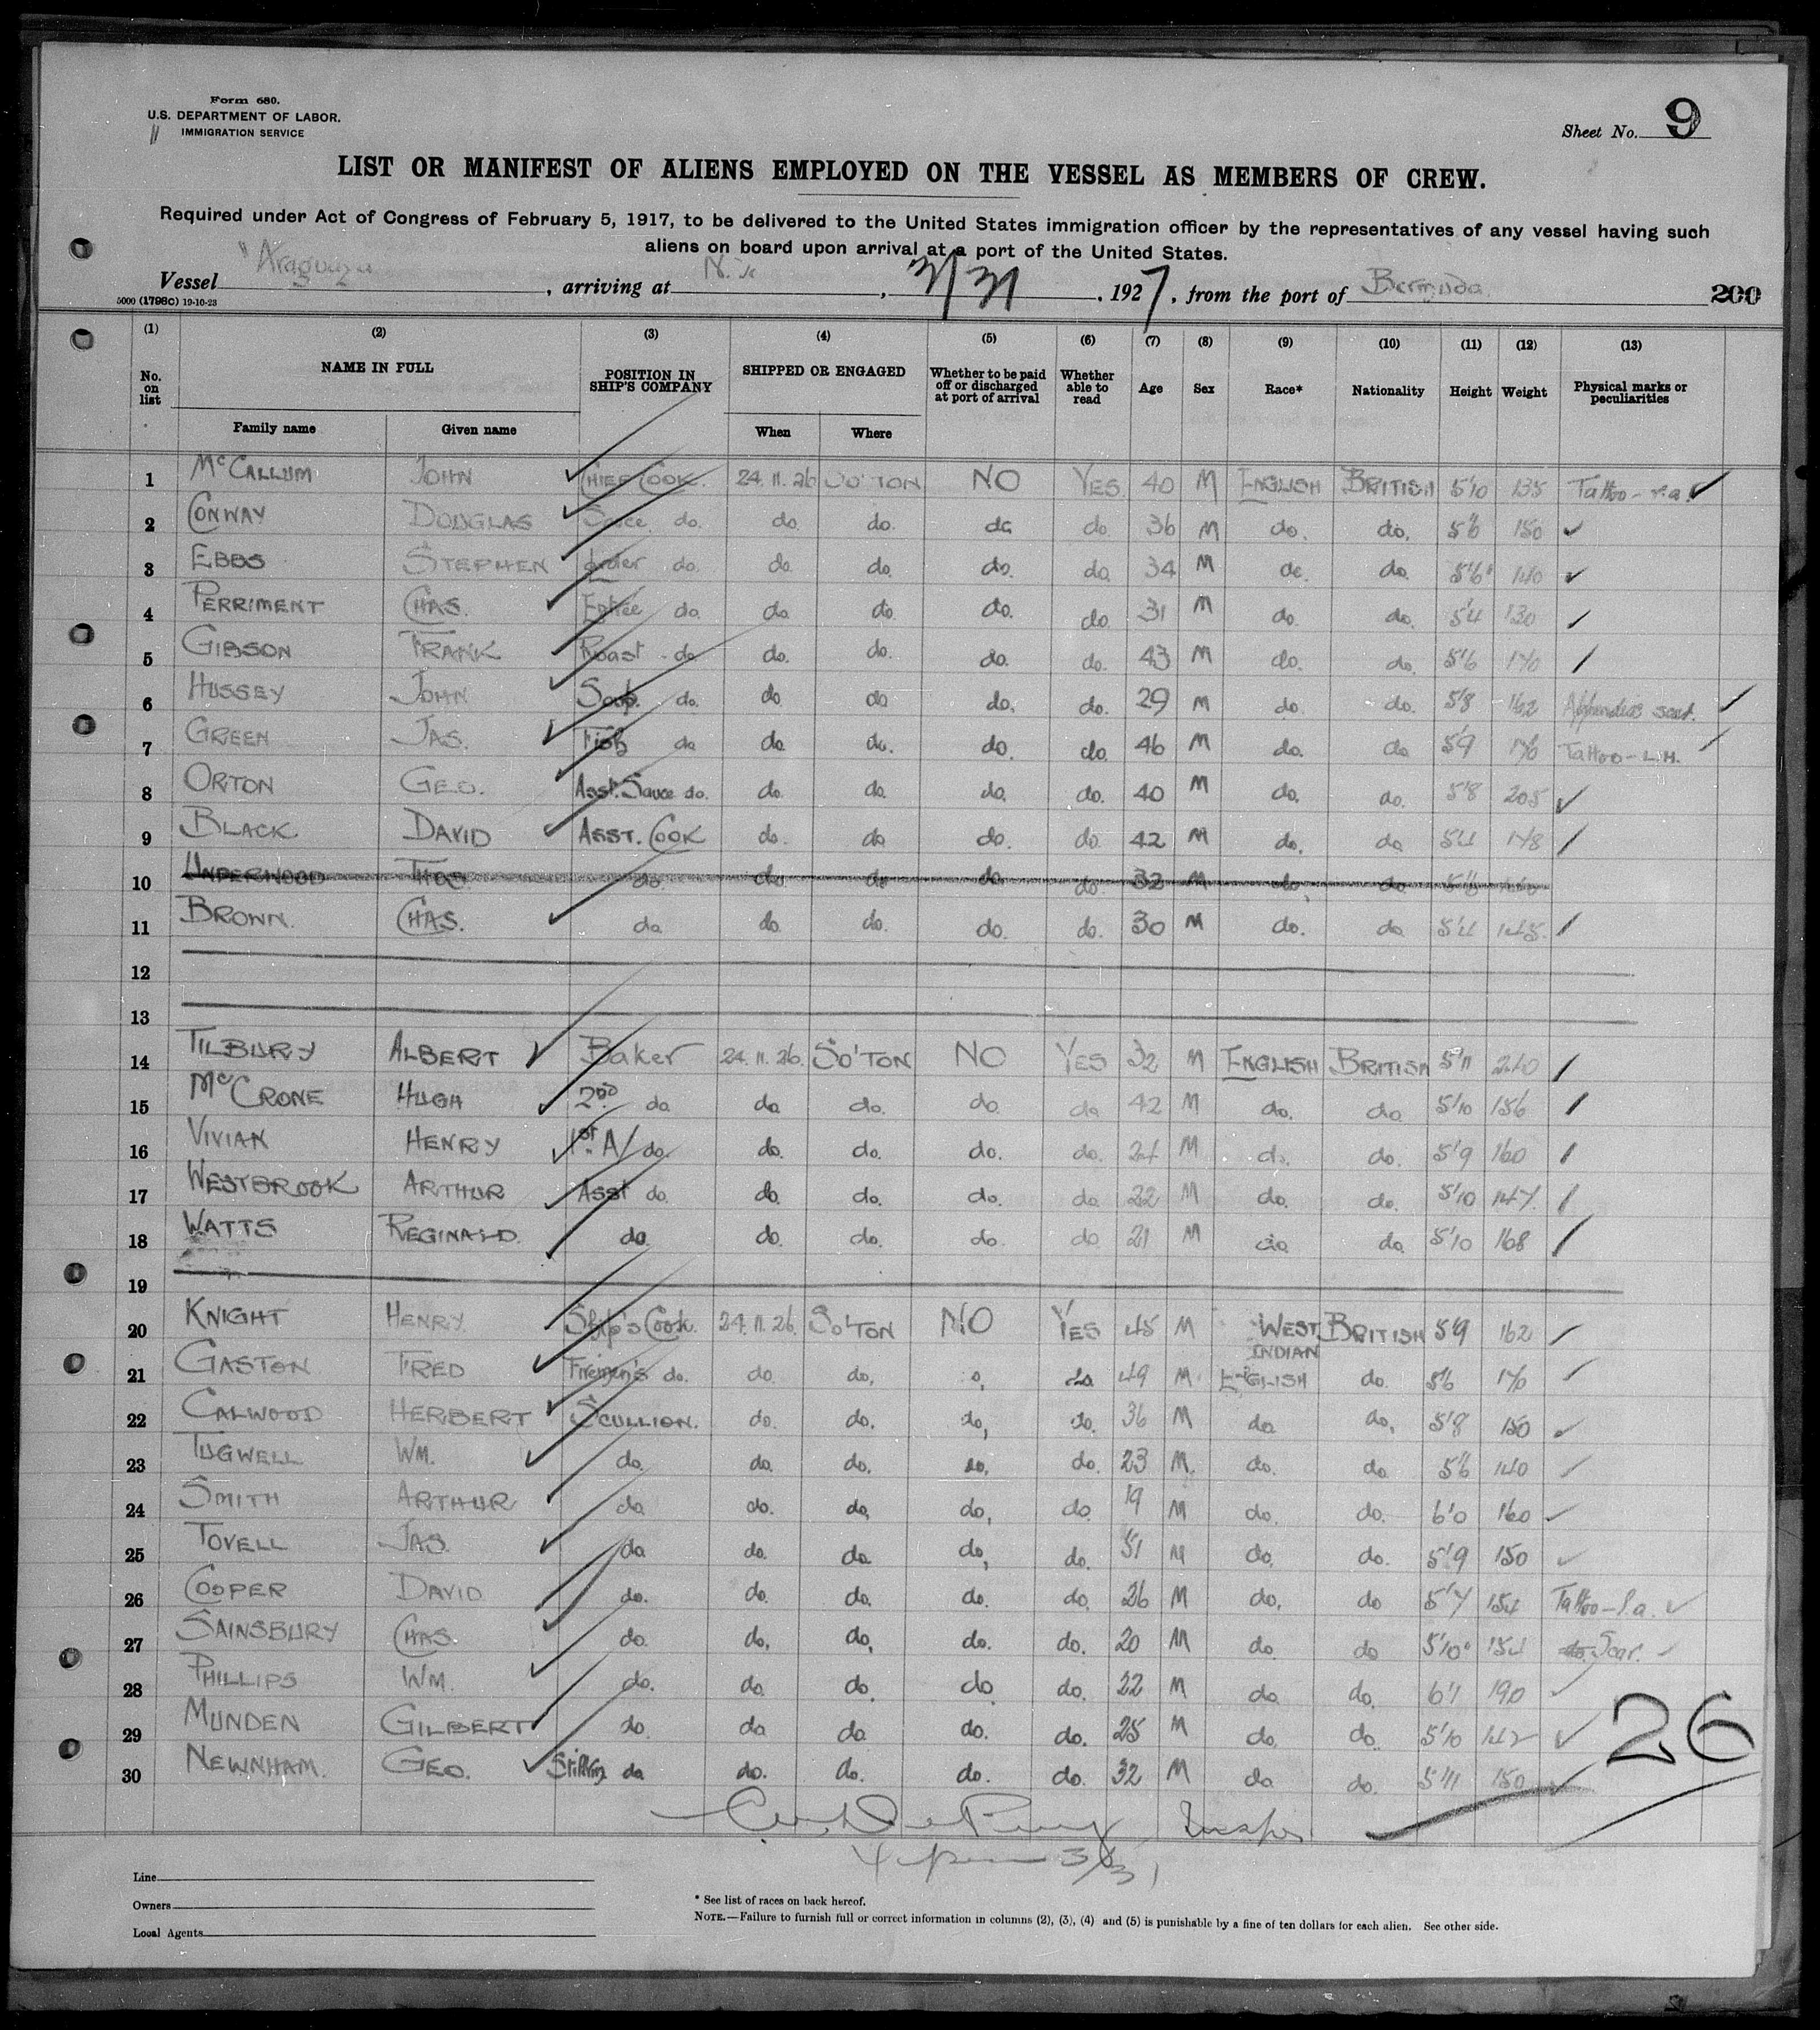 Form 680.
U.S. DEPARTMENT OF LABOR.
IMMIGRATION SERVICE
Sheet No. 9
LIST OR MANIFEST OF ALIENS EMPLOYED ON THE VESSEL AS MEMBERS OF CREW.
Required under Act of Congress of February 5, 1917, to be delivered to the United States immigration officer by the representatives of any vessel having such
aliens on board upon arrival at a port of the United States.
Vessel "Araguaya, arriving at, 3/31, 1927, from the port of Bermuda
5000 (1798c) 10-10-23
200
(1) (2) (3) (4) (5) (6) (7) (8) (9) (10) (11) (12) (13)
No. on list NAME IN FULL POSITION IN SHIP'S COMPANY SHIPPED OR ENGAGED Whether to be paid off or discharged at port of arrival Whether able to read Age Sex Race* Nationality Height Weight Physical marks or peculiarities
Family name Given name When Where
1 McCALLUM JOHN CHIEF COOK. 24.11.26 SO'TON NO YES 40 M ENGLISH BRITISH 5'10 135 Tattoo - r.a.
2 CONWAY DOUGLAS Sauce do. do. do. do do 36 M do. do. 5'6 150
3 EBBS STEPHEN Larder do. do. do. do. do. 34 M do. do. 5'6" 140
4 PERRIMENT CHAS. Entrée do. do. do. do. do. 31 M do. do. 5'4 130
5 GIBSON FRANK Roast do. do. do. do. do. 43 M do. do. 5'6 170
6 HUSSEY JOHN Soup. do. do do do. do. 29 M do. do. 5'8 162
7 GREEN JAS. Fish do do do. do. do. 46 M do. do 5'9 176 Tattoo - L.H.
8 ORTON GEO. Asst. Sauce do. do. do. do. do. 40 M do. do. 5'8 205
9 BLACK DAVID ASST. COOK do. do do. do. 42 M do. do 5'4 178
10 UNDERWOOD THOS do. do do do do 32 M do do
11 BROWN. CHAS. do do. do. do. do. 30 M do. do 5'4 145.
12
13
14 TILBURY ALBERT Baker 24.11.26. SO'TON NO YES 32 M ENGLISH BRITISH 5'11 210
15 McCRONE HUGH 2nd do do do. do. do 42 M do. do 5'10 156
16 VIVIAN HENRY 1st. A/ do. do. do. do. do. 24 M do. do. 5'9 160
17 WESTBROOK ARTHUR Asst do. do. do. do. do. 22 M do. do. 5'10 147.
18 WATTS REGINALD. do. do. do. do. do 21 M do do. 5'10 168
19
20 KNIGHT HENRY. Ship's Cook. 24.11.26. SO'TON NO YES 45 M WEST INDIAN BRITISH 5'9 162
21 GASTON FRED Firemen's do. do. do. do 49 M. ENGLISH do. 5'6 170
22 CALWOOD HERBERT SCULLION. do. do. do, do. 36 M do do, 5'8 150
23 TUGWELL WM. do. do. do. do. do. 23 M. do. do 5'6 140
24 SMITH ARTHUR do do. do, do, do. 19 M do. do. 6'0 160
25 TOVELL JAS. do do. do do, do. M do. do. 5'9 150
26 COOPER DAVID do. do. do. do. do. 26 M do. do 5'7 154 Tattoo - l.a.
27 SAINSBURY CHAS. do. do. do, do. do. 20 M do do 5'10" 154 do. Scar.
28 PHILLIPS WM. do. do. do. do do. 22 M do do. 6'1 190
29 MUNDEN GILBERT do. do do do. do. 25 M do. do. 5'10 142
30 NEWNHAM. GEO. do do. do. do. do. 32 M do do. 5'11 150
26
Line
Owners
Local Agents
* See list of races on back hereof.
NOTE.—Failure to furnish full or correct information in columns (2), (3), (4) and (5) is punishable by a fine of ten dollars for each alien. See other side.